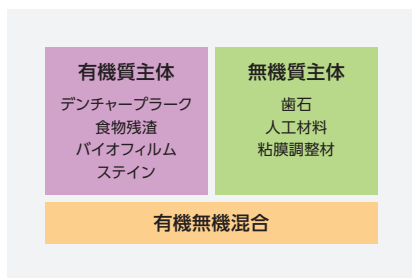 有機質主体
デンチャープラーク
食物残渣
バイオフィルム
ステイン
無機質主体
歯石
人工材料
粘膜調整材
有機無機混合